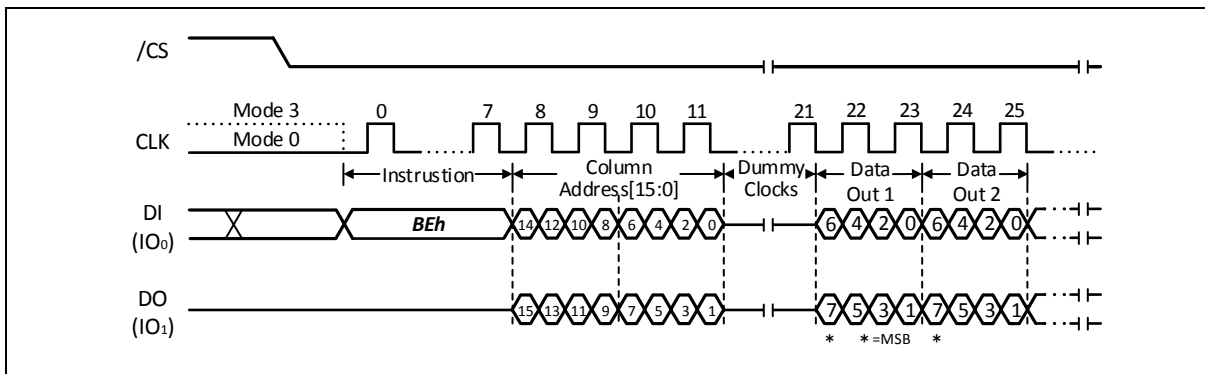 /CS
Mode 3 0 7 8 9 10 11 21 22 23 24 25
CLK Mode 0
Instrustion Column Dummy Data Data
Address[15:0] Clocks Out 1 Out 2
DI BEh 14 12 10 8 6 4 2 0 6 4 2 0 6 4 2 0
(IO0)
DO 15 13 11 9 7 5 3 1 7 5 3 1 7 5 3 1
(IO1)
* * =MSB *